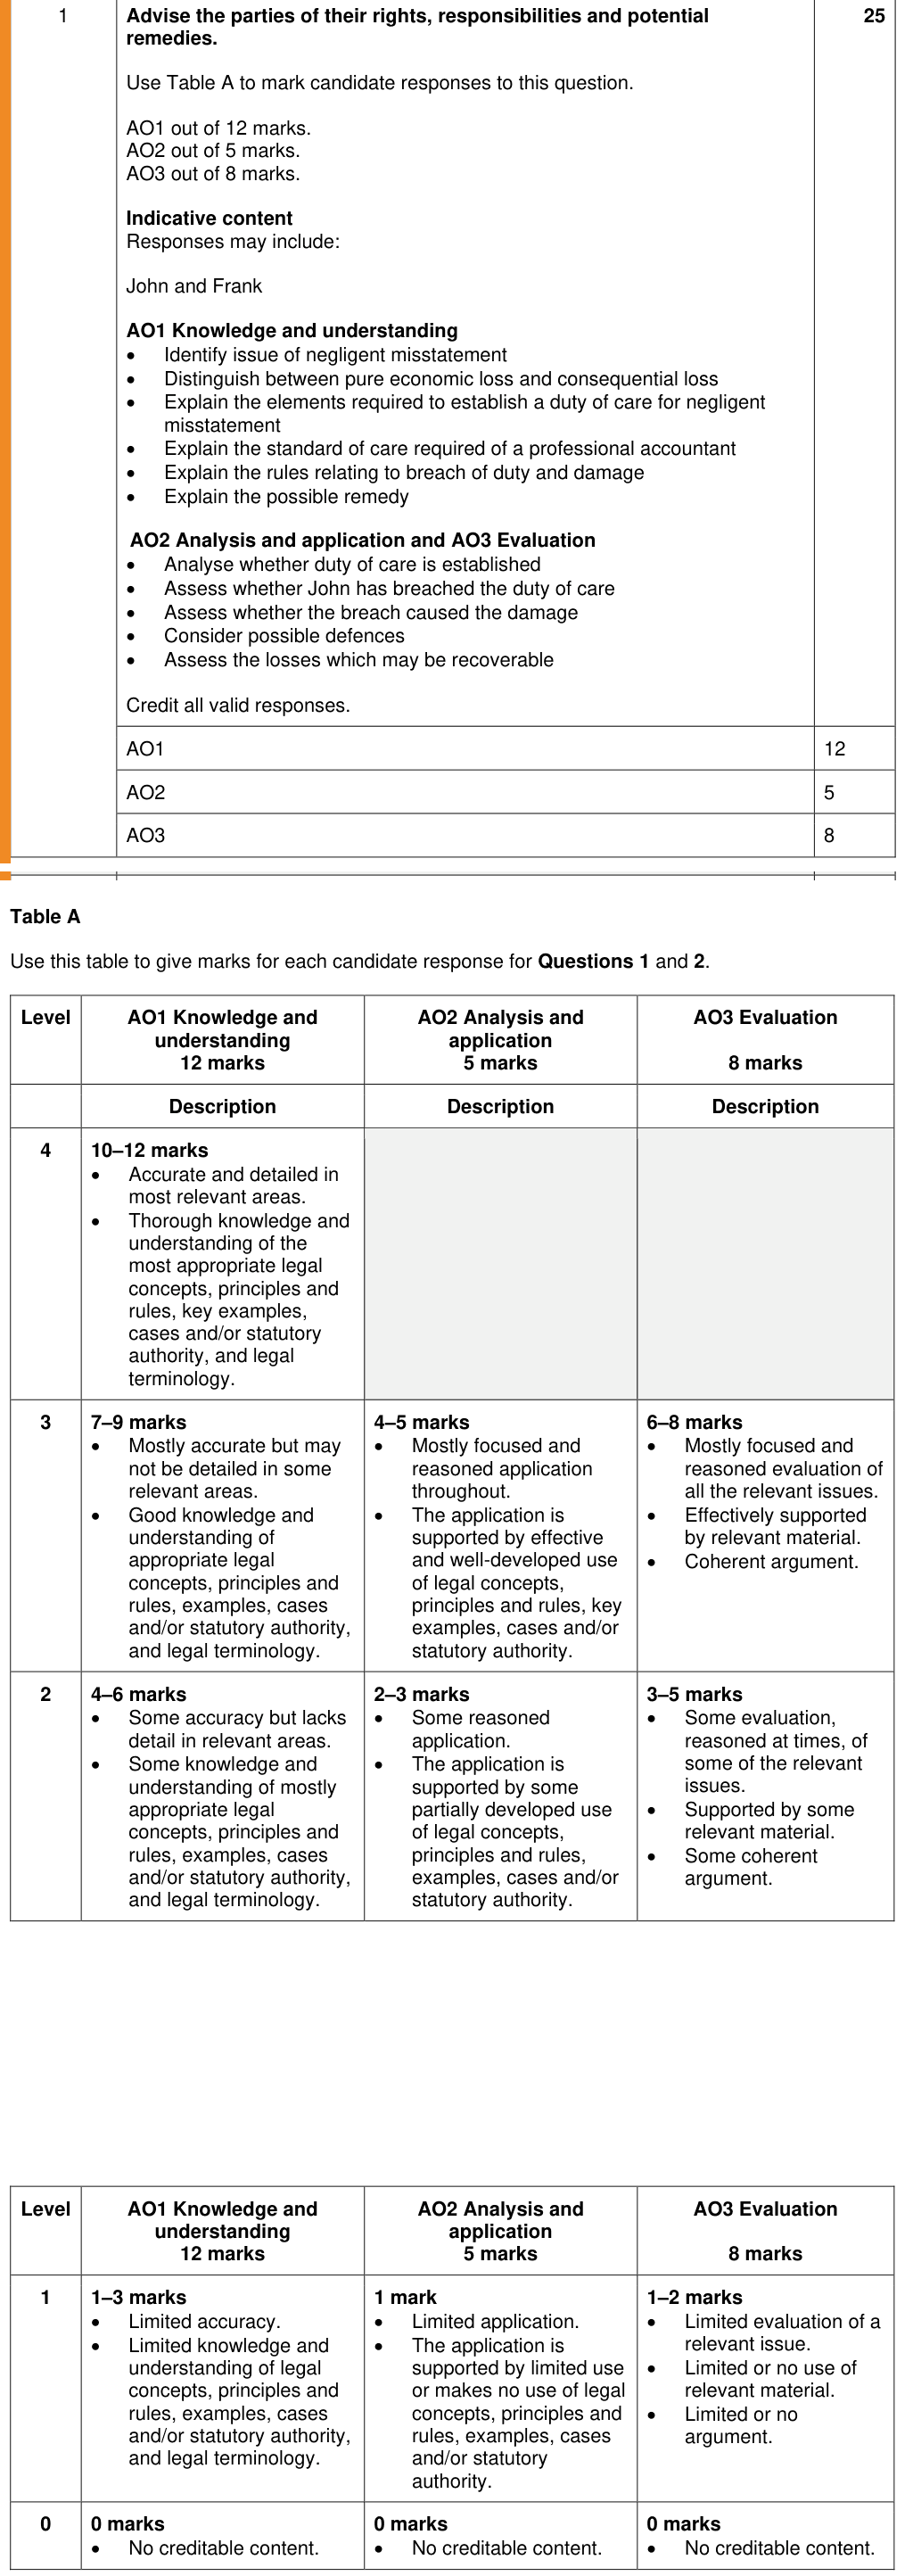 1
Advise the parties of their rights, responsibilities and potential
remedies.
25
Use Table A to mark candidate responses to this question.
AO1 out of 12 marks.
AO2 out of 5 marks.
AO3 out of 8 marks.
Indicative content
Responses may include:
John and Frank
AO1 Knowledge and understanding
• Identify issue of negligent misstatement
• Distinguish between pure economic loss and consequential loss
• Explain the elements required to establish a duty of care for negligent
misstatement
• Explain the standard of care required of a professional accountant
• Explain the rules relating to breach of duty and damage
• Explain the possible remedy
AO2 Analysis and application and AO3 Evaluation
• Analyse whether duty of care is established
• Assess whether John has breached the duty of care
• Assess whether the breach caused the damage
• Consider possible defences
• Assess the losses which may be recoverable
Credit all valid responses.
AO1 12
AO2 5
AO3 8
Table A
Use this table to give marks for each candidate response for Questions 1 and 2.
Level
AO1 Knowledge and
understanding
12 marks
AO2 Analysis and
application
5 marks
AO3 Evaluation
8 marks
Description
Description
Description
4
10–12 marks
• Accurate and detailed in
most relevant areas.
• Thorough knowledge and
understanding of the
most appropriate legal
concepts, principles and
rules, key examples,
cases and/or statutory
authority, and legal
terminology.
3
7–9 marks
• Mostly accurate but may
not be detailed in some
relevant areas.
• Good knowledge and
understanding of
appropriate legal
concepts, principles and
rules, examples, cases
and/or statutory authority,
and legal terminology.
4–5 marks
• Mostly focused and
reasoned application
throughout.
• The application is
supported by effective
and well-developed use
of legal concepts,
principles and rules, key
examples, cases and/or
statutory authority.
6–8 marks
• Mostly focused and
reasoned evaluation of
all the relevant issues.
• Effectively supported
by relevant material.
• Coherent argument.
2
4–6 marks
• Some accuracy but lacks
detail in relevant areas.
• Some knowledge and
understanding of mostly
appropriate legal
concepts, principles and
rules, examples, cases
and/or statutory authority,
and legal terminology.
2–3 marks
• Some reasoned
application.
• The application is
supported by some
partially developed use
of legal concepts,
principles and rules,
examples, cases and/or
statutory authority.
3–5 marks
• Some evaluation,
reasoned at times, of
some of the relevant
issues.
• Supported by some
relevant material.
• Some coherent
argument.
Level
AO1 Knowledge and
understanding
12 marks
AO2 Analysis and
application
5 marks
AO3 Evaluation
8 marks
1
1–3 marks
• Limited accuracy.
• Limited knowledge and
understanding of legal
concepts, principles and
rules, examples, cases
and/or statutory authority,
and legal terminology.
1 mark
• Limited application.
• The application is
supported by limited use
or makes no use of legal
concepts, principles and
rules, examples, cases
and/or statutory
authority.
1–2 marks
• Limited evaluation of a
relevant issue.
• Limited or no use of
relevant material.
• Limited or no
argument.
0
0 marks
• No creditable content.
0 marks
• No creditable content.
0 marks
• No creditable content.